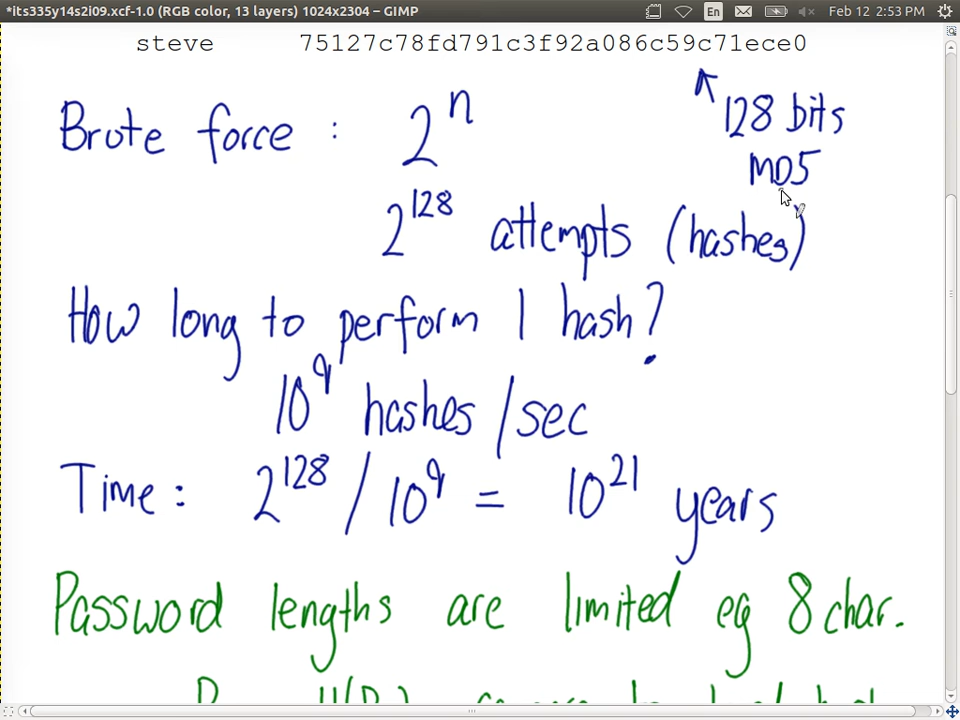 *its335y14s2i09.xcf-1.0 (RGB color, 13 layers) 1024x2304 – GIMP En Feb 12 2:53 PM
steve 75127c78fd791c3f92a086c59c71ece0
128 bits
MD5
Brute force : 2^n
2^128 attempts (hashes)
How long to perform 1 hash?
10^9 hashes /sec
Time: 2^128 / 10^9 = 10^21 years
Password lengths are limited eg 8 char.